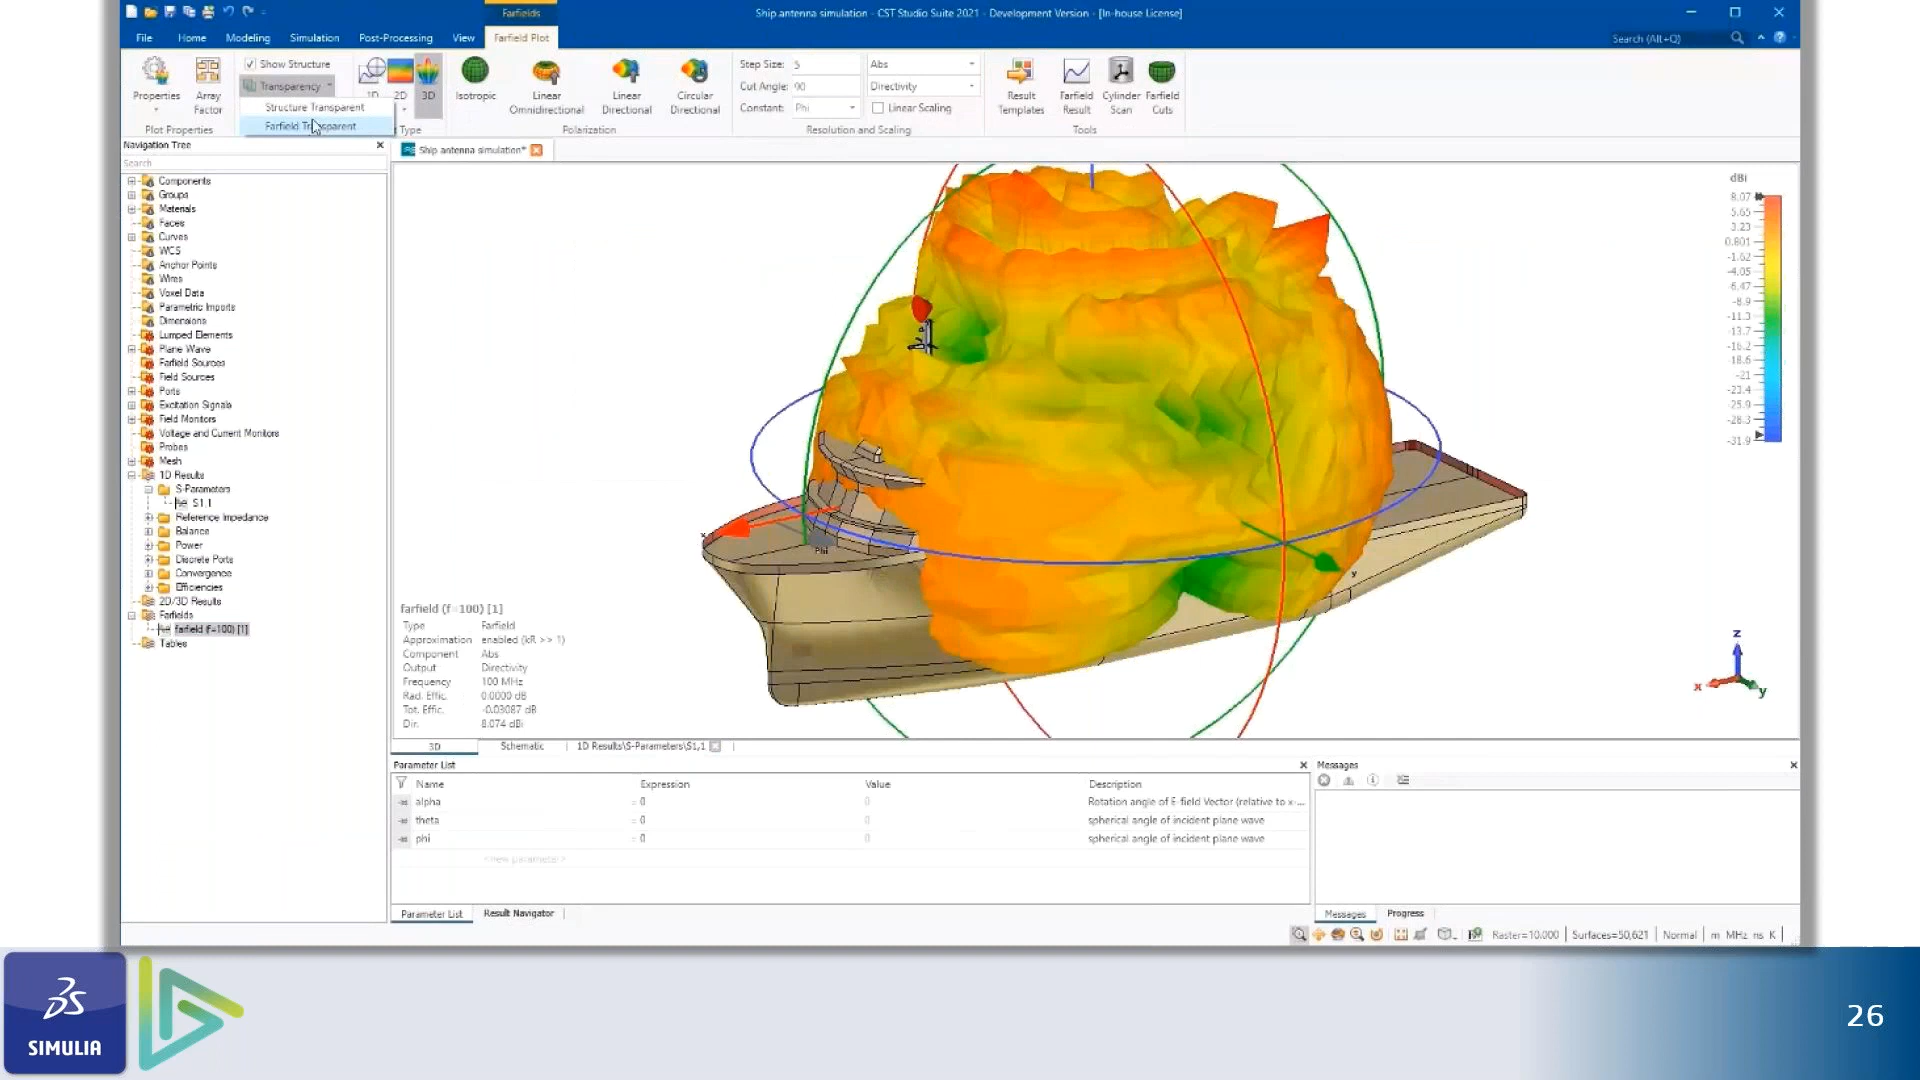 Farfields
Ship antenna simulation - CST Studio Suite 2021 - Development Version - [In-house License]
File Home Modeling Simulation Post-Processing View Farfield Plot
Search (Alt+Q)
Properties
Array Factor
Plot Properties
Show Structure
Transparency
Structure Transparent
Farfield Transparent
1D 2D 3D
Type
Isotropic
Linear Omnidirectional
Linear Directional
Circular Directional
Polarization
Step Size: 5 Abs
Cut Angle: 90 Directivity
Constant: Phi Linear Scaling
Resolution and Scaling
Result Templates
Farfield Result
Cylinder Scan
Farfield Cuts
Tools
Navigation Tree
Search
Components
Groups
Materials
Faces
Curves
WCS
Anchor Points
Wires
Voxel Data
Parametric Imports
Dimensions
Lumped Elements
Plane Wave
Farfield Sources
Field Sources
Ports
Excitation Signals
Field Monitors
Voltage and Current Monitors
Probes
Mesh
1D Results
S-Parameters
S1,1
Reference Impedance
Balance
Power
Discrete Ports
Convergence
Efficiencies
2D/3D Results
Farfields
farfield (f=100) [1]
Tables
Ship antenna simulation*
dBi
8.07
5.65
3.23
0.801
-1.62
-4.05
-6.47
-8.9
-11.3
-13.7
-16.2
-18.6
-21
-23.4
-25.9
-28.3
-31.9
x
Phi
y
z
x
y
farfield (f=100) [1]
Type Farfield
Approximation enabled (kR >> 1)
Component Abs
Output Directivity
Frequency 100 MHz
Rad. Effic. 0.0000 dB
Tot. Effic. -0.03087 dB
Dir. 8.074 dBi
3D Schematic 1D Results\S-Parameters\S1,1
Parameter List
Name Expression Value Description
alpha = 0 0 Rotation angle of E-field Vector (relative to x-...
theta = 0 0 spherical angle of incident plane wave
phi = 0 0 spherical angle of incident plane wave
<new parameter>
Parameter List Result Navigator
Messages
Messages Progress
Raster=10.000 Surfaces=50,621 Normal m MHz ns K
SIMULIA
26